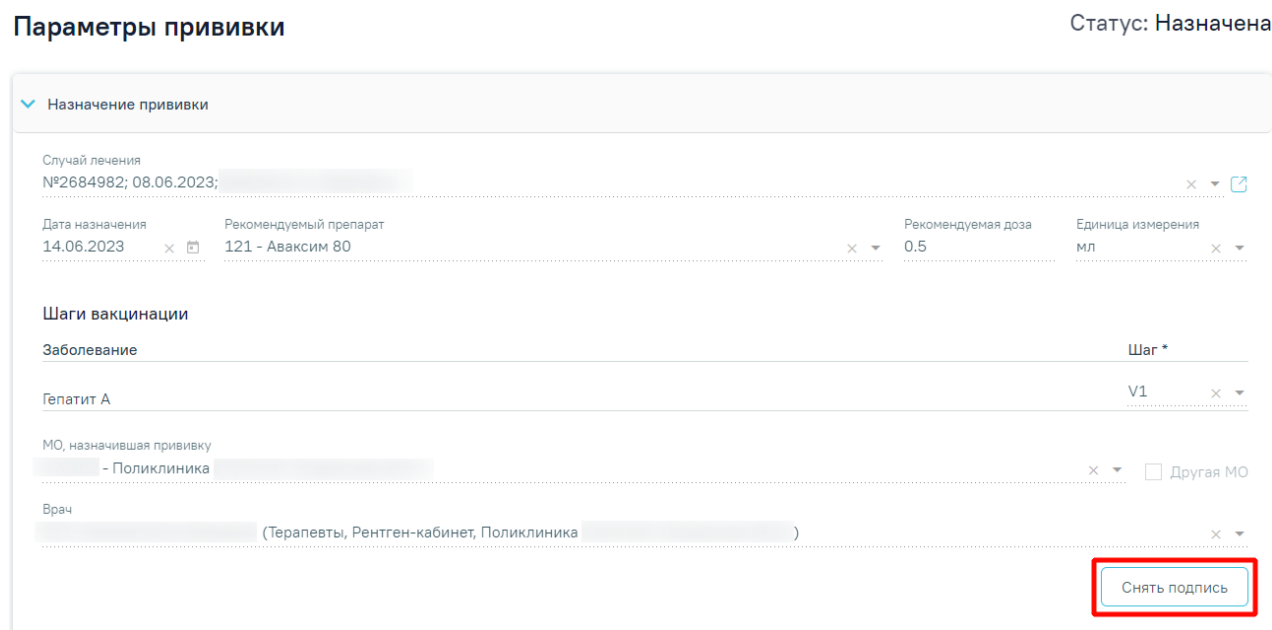 Параметры прививки
Статус: Назначена
Назначение прививки
Случай лечения
№2684982; 08.06.2023;
Дата назначения Рекомендуемый препарат Рекомендуемая доза Единица измерения
14.06.2023 121 - Аваксим 80 0.5 мл
Шаги вакцинации
Заболевание Шаг *
Гепатит А V1
МО, назначившая прививку
- Поликлиника Другая МО
Врач
(Терапевты, Рентген-кабинет, Поликлиника )
Снять подпись